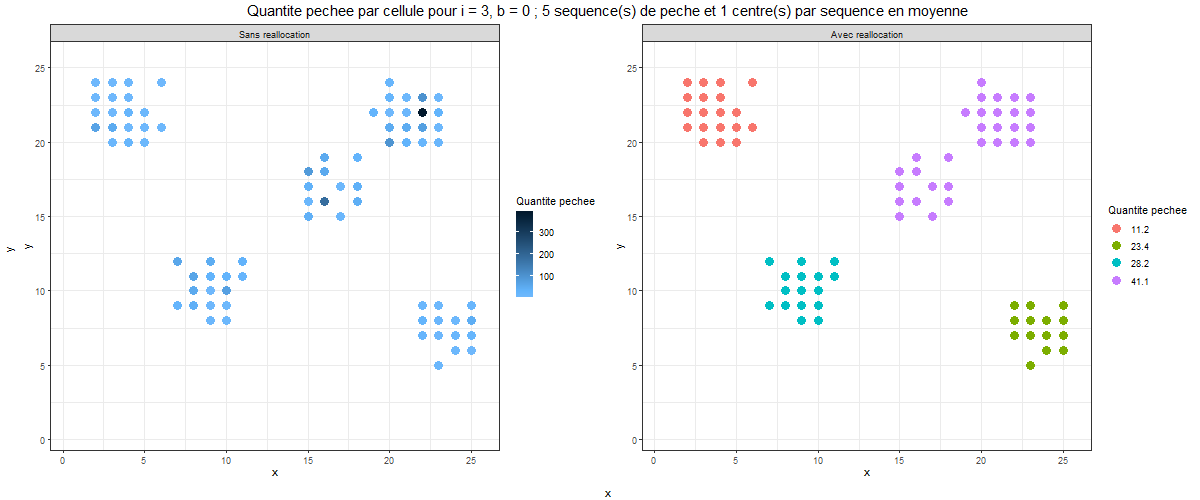 Quantite pechee par cellule pour i = 3, b = 0 ; 5 sequence(s) de peche et 1 centre(s) par sequence en moyenne
Sans reallocation
25
20
15
10
5
0
y
y
0 5 10 15 20 25
x
Quantite pechee
300
200
100
Avec reallocation
25
20
15
10
5
0
y
0 5 10 15 20 25
x
Quantite pechee
11.2
23.4
28.2
41.1
x